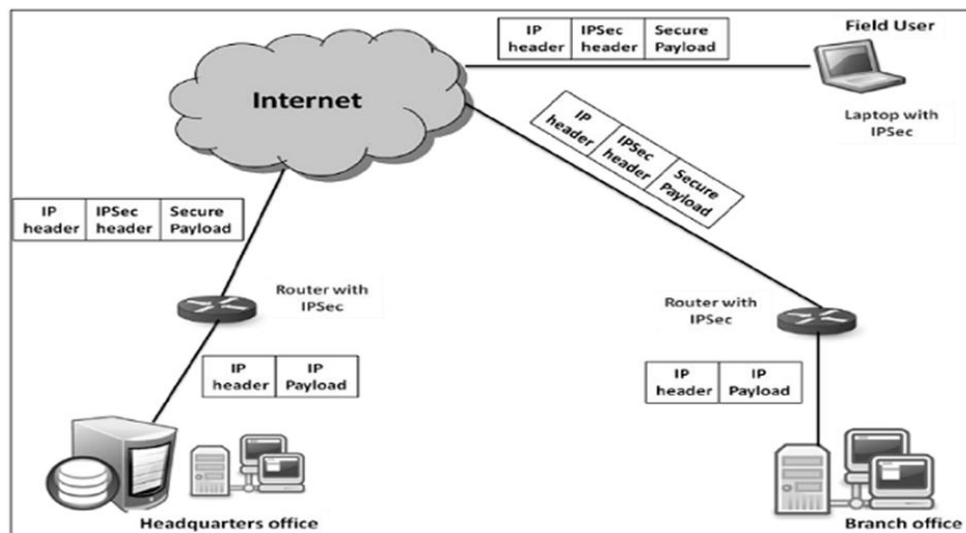 IP header
IPSec header
Secure Payload
Field User
Internet
Laptop with
IPSec
IP header
IPSec header
Secure Payload
IP header
IPSec header
Secure Payload
Router with
IPSec
Router with
IPSec
IP header
IP Payload
IP header
IP Payload
Headquarters office
Branch office